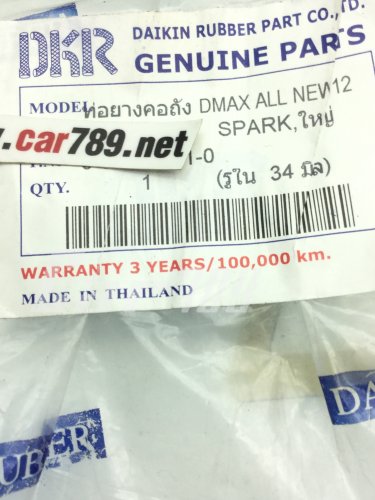 DKR
DAIKIN RUBBER PART CO.,LTD.
GENUINE PARTS
MODEL ท่อยางคอถัง DMAX ALL NEW12
SPARK,ใหญ่
.car789.net
1-0
QTY. 1 (รูใน 34 มิล)
WARRANTY 3 YEARS/100,000 km.
MADE IN THAILAND
DA
UBBER